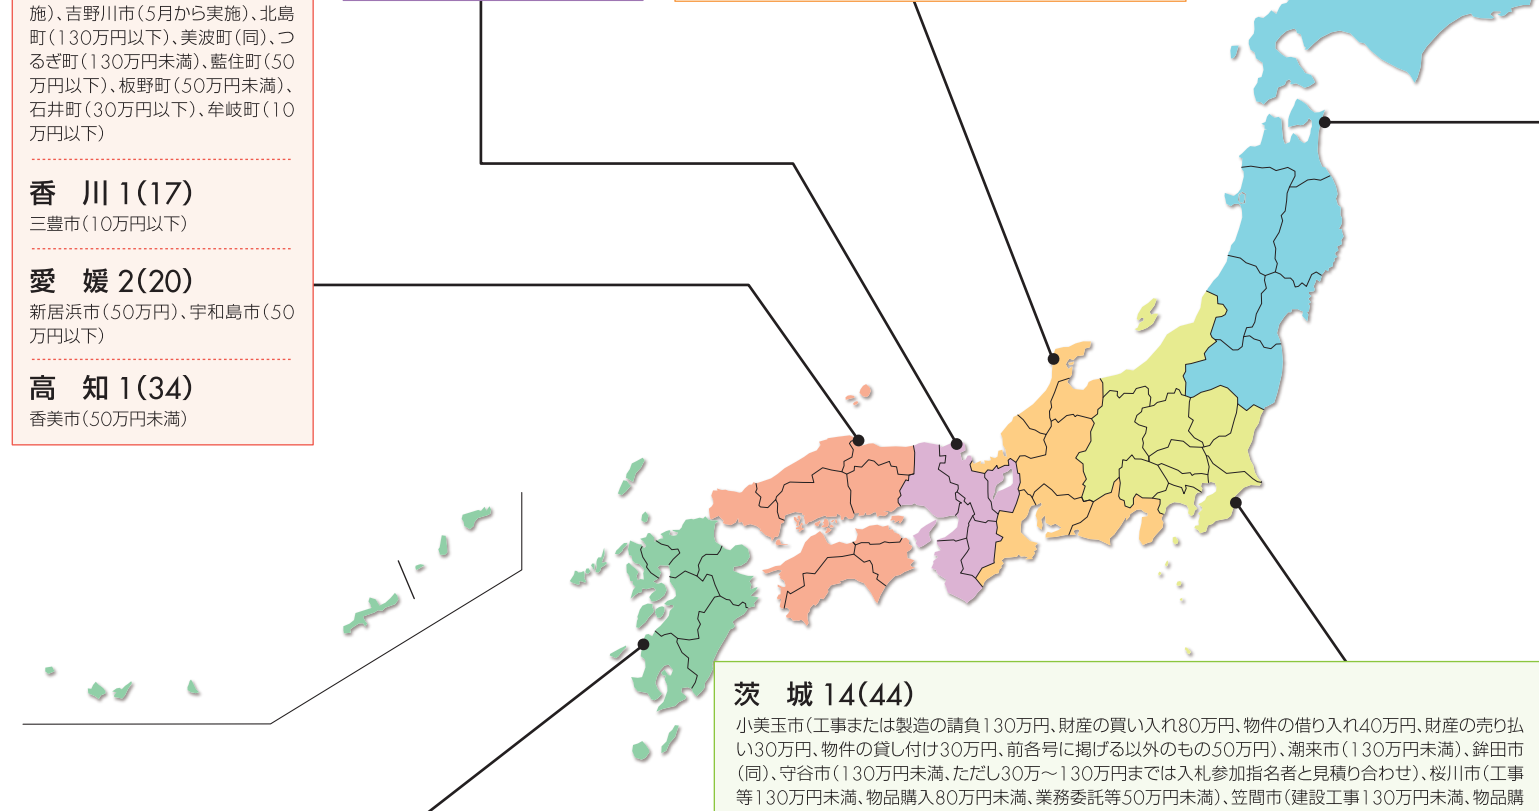 施）、吉野川市（5月から実施）、北島
町（130万円以下）、美波町（同）、つ
るぎ町（130万円未満）、藍住町（50
万円以下）、板野町（50万円未満）、
石井町（30万円以下）、牟岐町（10
万円以下）
香　川 1（17）
三豊市（10万円以下）
愛　媛 2（20）
新居浜市（50万円）、宇和島市（50
万円以下）
高　知 1（34）
香美市（50万円未満）
茨　城 14（44）
小美玉市（工事または製造の請負130万円、財産の買い入れ80万円、物件の借り入れ40万円、財産の売り払
い30万円、物件の貸し付け30万円、前各号に掲げる以外のもの50万円）、潮来市（130万円未満）、鉾田市
（同）、守谷市（130万円未満、ただし30万～130万円までは入札参加指名者と見積り合わせ）、桜川市（工事
等130万円未満、物品購入80万円未満、業務委託等50万円未満）、笠間市（建設工事130万円未満、物品購